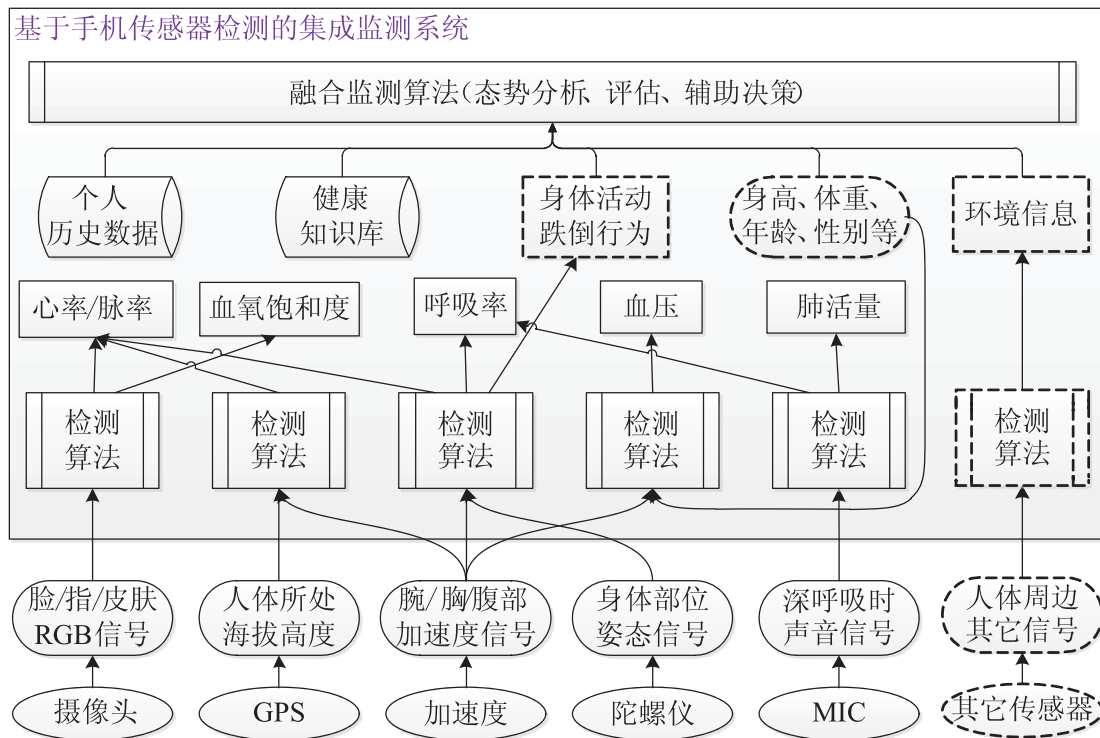 基于手机传感器检测的集成监测系统
融合监测算法(态势分析、评估、辅助决策)
个人
历史数据
健康
知识库
身体活动
跌倒行为
身高、体重、
年龄、性别等
环境信息
心率/脉率
血氧饱和度
呼吸率
血压
肺活量
检测
算法
检测
算法
检测
算法
检测
算法
检测
算法
检测
算法
脸/指/皮肤
RGB信号
人体所处
海拔高度
腕/胸/腹部
加速度信号
身体部位
姿态信号
深呼吸时
声音信号
人体周边
其它信号
摄像头
GPS
加速度
陀螺仪
MIC
其它传感器